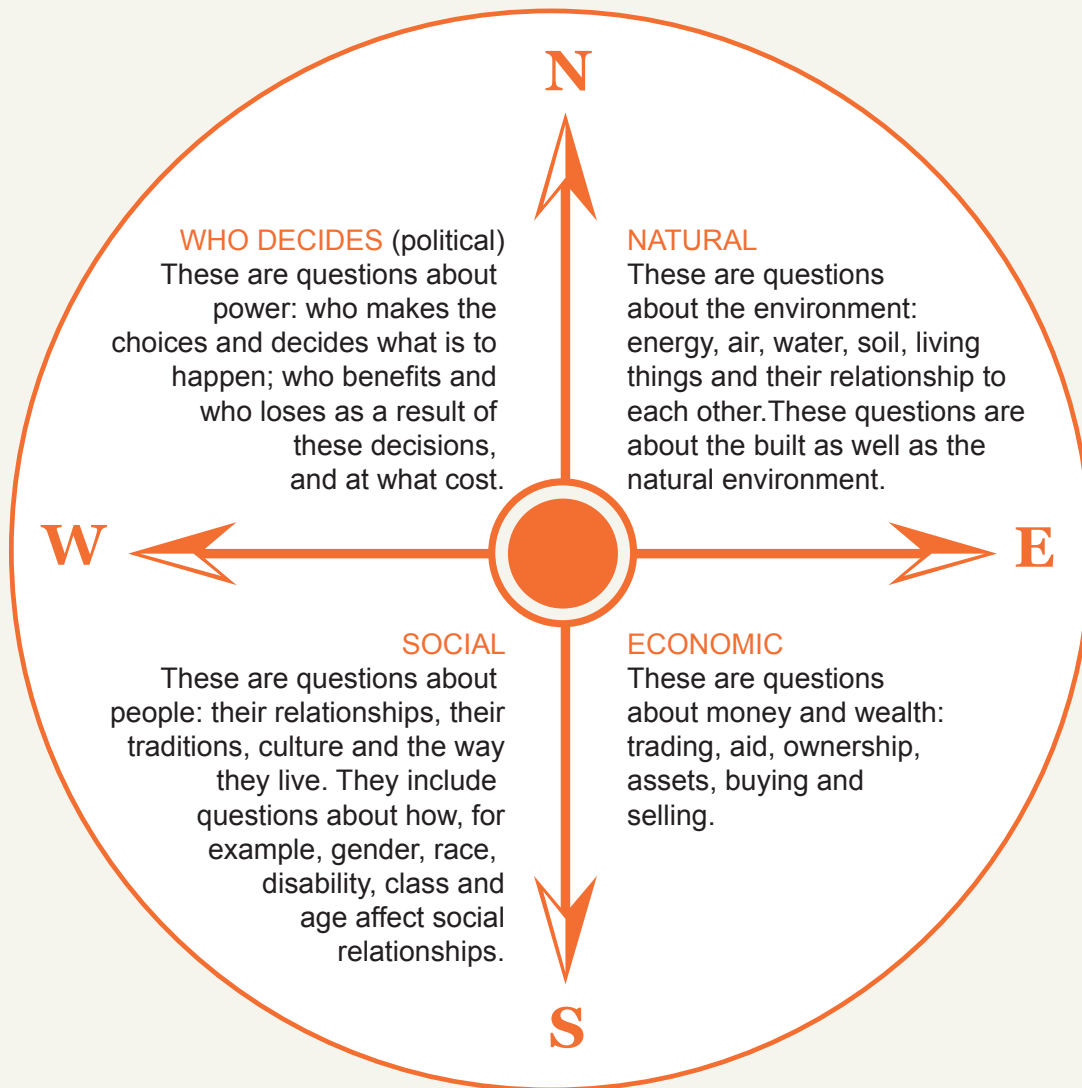 N
WHO DECIDES (political)
These are questions about
power: who makes the
choices and decides what is to
happen; who benefits and
who loses as a result of
these decisions,
and at what cost.
NATURAL
These are questions
about the environment:
energy, air, water, soil, living
things and their relationship to
each other.These questions are
about the built as well as the
natural environment.
W
E
SOCIAL
These are questions about
people: their relationships, their
traditions, culture and the way
they live. They include
questions about how, for
example, gender, race,
disability, class and
age affect social
relationships.
ECONOMIC
These are questions
about money and wealth:
trading, aid, ownership,
assets, buying and
selling.
S